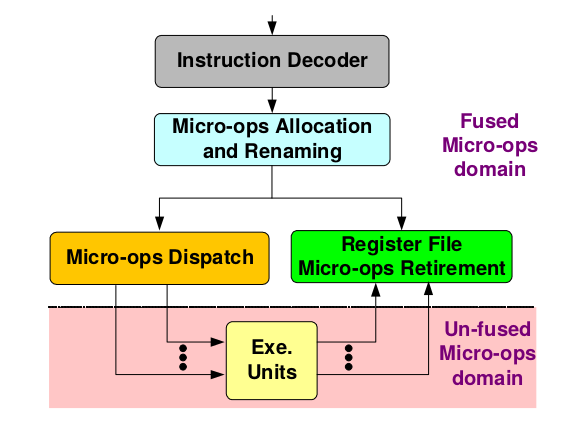 Instruction Decoder
Micro-ops Allocation
and Renaming
Fused
Micro-ops
domain
Micro-ops Dispatch
Register File
Micro-ops Retirement
Exe.
Units
Un-fused
Micro-ops
domain